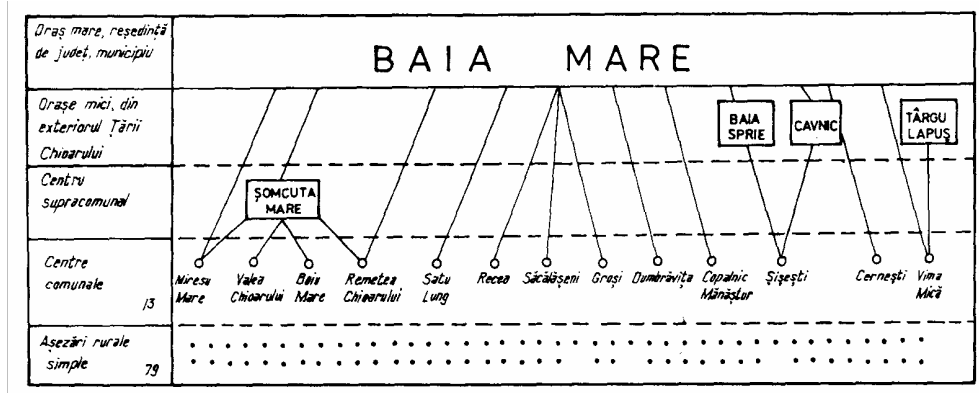 Oraș mare, reședință
de județ, municipiu
BAIA MARE
Orașe mici, din
exteriorul Țării
Chioarului
BAIA
SPRIE
CAVNIC
TÂRGU
LAPUȘ
Centru
supracomunal
ȘOMCUTA
MARE
Centre
comunale
13
Miresu
Mare
Valea
Chioarului
Boiu
Mare
Remetea
Chioarului
Satu
Lung
Recea
Săcălășeni
Groși
Dumbrăvița
Copalnic
Mănăștur
Șișești
Cernești
Vima
Mică
Așezări rurale
simple
79